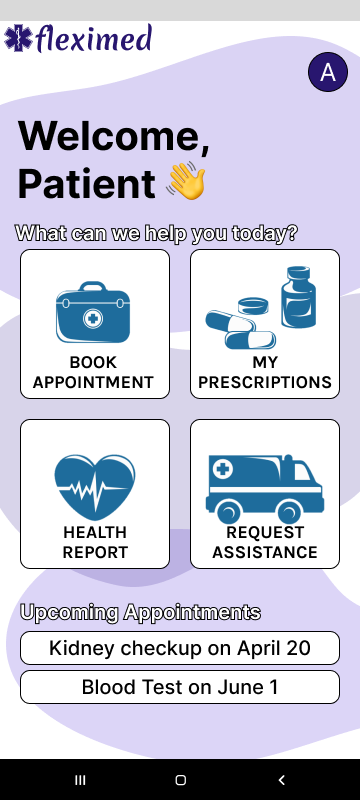 fleximed
A
Welcome,
Patient 👋
What can we help you today?
BOOK
APPOINTMENT
MY
PRESCRIPTIONS
HEALTH
REPORT
REQUEST
ASSISTANCE
Upcoming Appointments
Kidney checkup on April 20
Blood Test on June 1